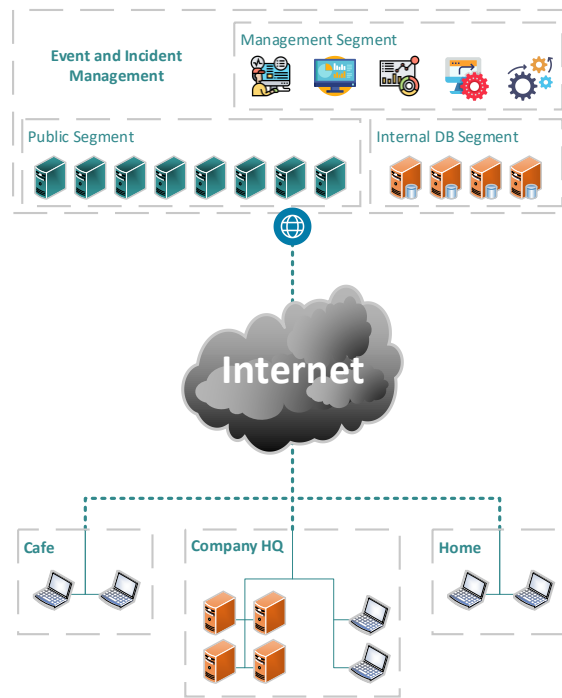 Management Segment
Event and Incident
Management
Public Segment
Internal DB Segment
Internet
Cafe
Company HQ
Home